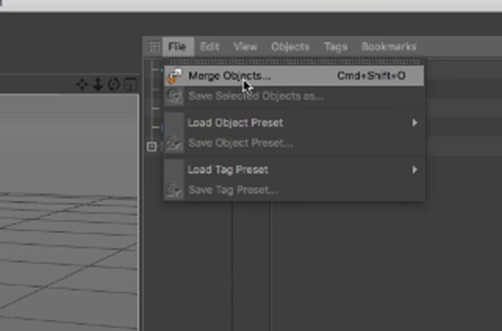 File Edit View Objects Tags Bookmarks
Merge Objects... Cmd+Shift+O
Save Selected Objects as...
Load Object Preset
Save Object Preset...
Load Tag Preset
Save Tag Preset...